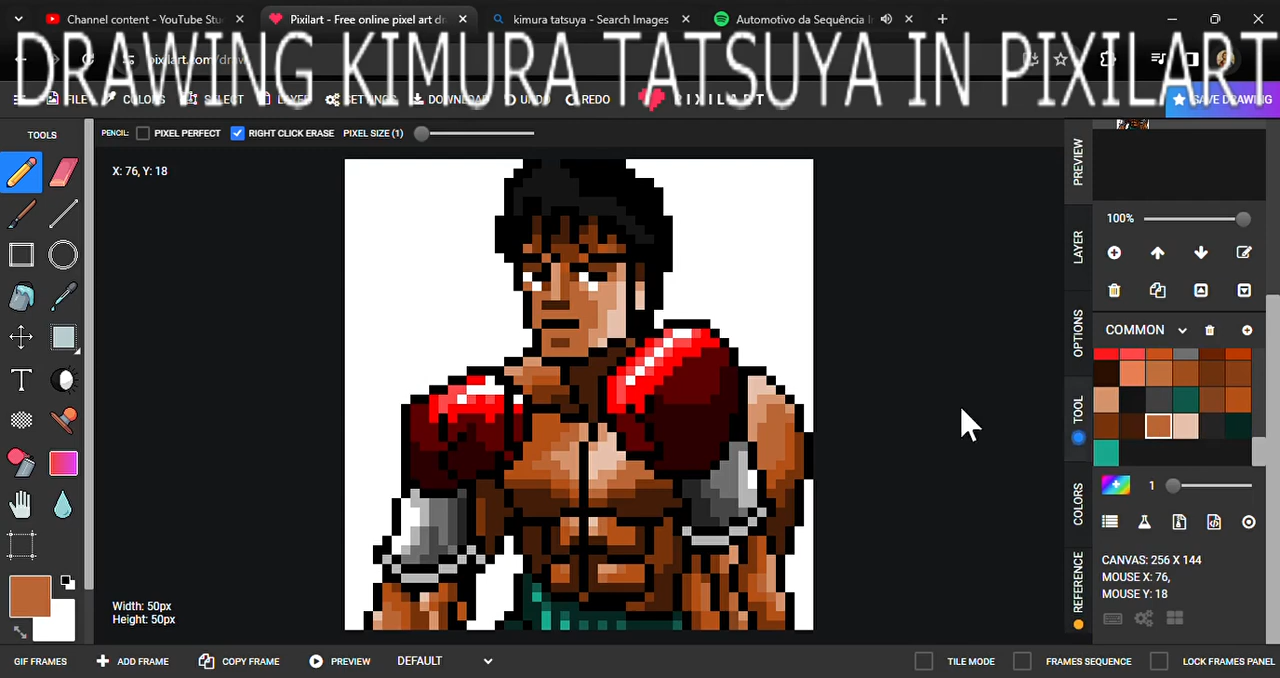 Channel content - YouTube Stu
Pixilart - Free online pixel art dr
kimura tatsuya - Search Images
Automotivo da Sequência I
DRAWING KIMURA TATSUYA IN PIXILART
pixilart.com/draw
FILE COLORS SELECT LAYER SETTINGS DOWNLOAD UNDO REDO PIXILART SAVE DRAWING
TOOLS
PENCIL: PIXEL PERFECT RIGHT CLICK ERASE PIXEL SIZE (1)
X: 76, Y: 18
PREVIEW
LAYER
OPTIONS
TOOL
COLORS
REFERENCE
100%
COMMON
1
CANVAS: 256 X 144
MOUSE X: 76,
MOUSE Y: 18
Width: 50px
Height: 50px
GIF FRAMES ADD FRAME COPY FRAME PREVIEW DEFAULT TILE MODE FRAMES SEQUENCE LOCK FRAMES PANEL